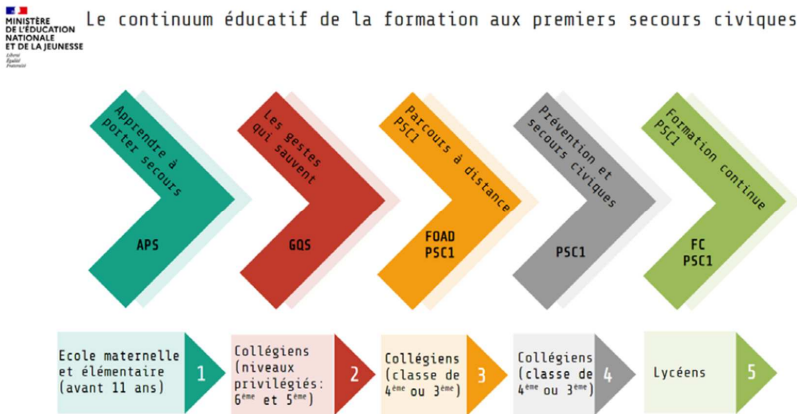 MINISTÈRE
DE L'ÉDUCATION
NATIONALE
ET DE LA JEUNESSE
Liberté
Égalité
Fraternité
Le continuum éducatif de la formation aux premiers secours civiques
Apprendre à
porter secours
APS
Les gestes
qui sauvent
GQS
Parcours à distance
PSC1
FOAD
PSC1
Prévention et
secours civiques
PSC1
Formation continue
PSC1
FC
PSC1
Ecole maternelle
et élémentaire
(avant 11 ans)
1
Collégiens
(niveaux
privilégiés:
6ème et 5ème)
2
Collégiens
(classe de
4ème ou 3ème)
3
Collégiens
(classe de
4ème ou 3ème)
4
Lycéens
5